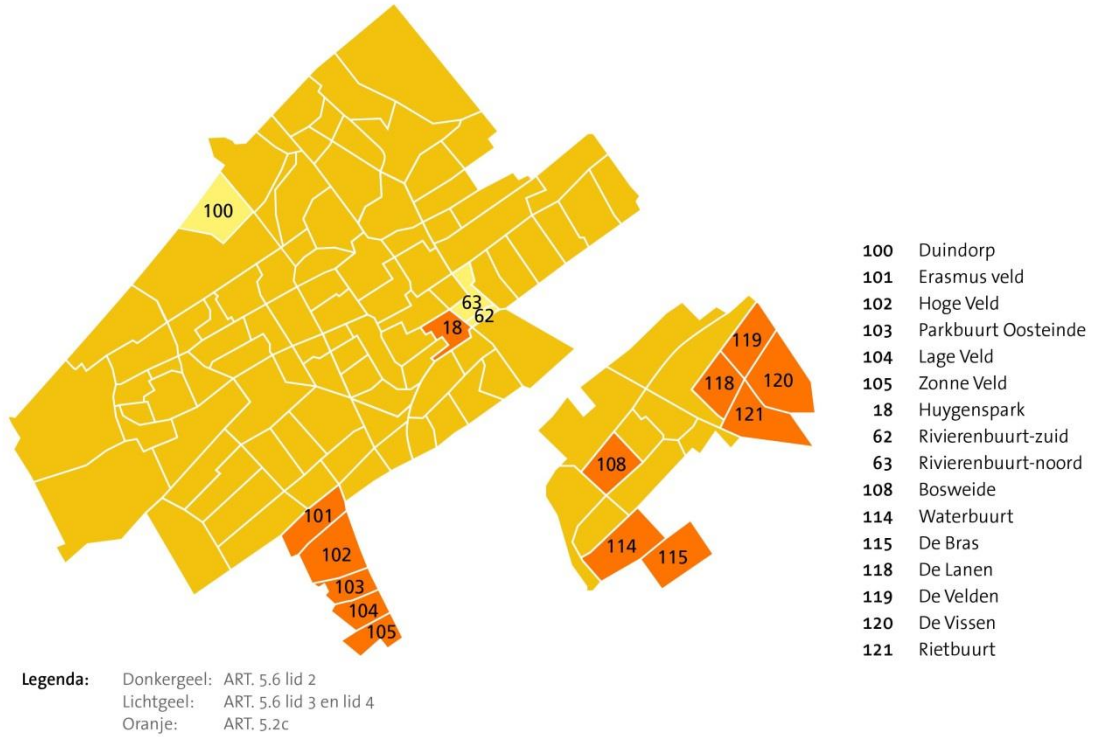 100
63
62
18
119
118
120
121
108
101
102
114
115
103
104
105
100 Duindorp
101 Erasmus veld
102 Hoge Veld
103 Parkbuurt Oosteinde
104 Lage Veld
105 Zonne Veld
18 Huygenspark
62 Rivierenbuurt-zuid
63 Rivierenbuurt-noord
108 Bosweide
114 Waterbuurt
115 De Bras
118 De Lanen
119 De Velden
120 De Vissen
121 Rietbuurt
Legenda: Donkergeel: ART. 5.6 lid 2
Lichtgeel: ART. 5.6 lid 3 en lid 4
Oranje: ART. 5.2c